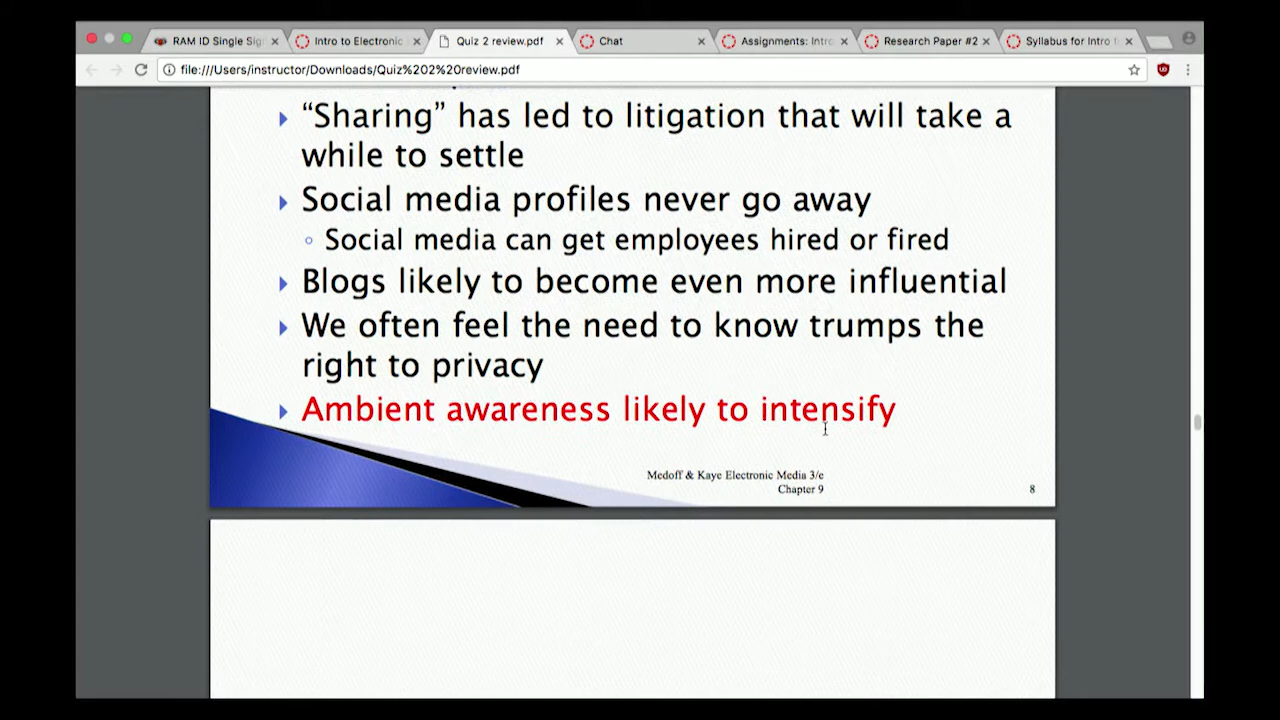 RAM ID Single Sig
Intro to Electronic
Quiz 2 review.pdf
Chat
Assignments: Intro
Research Paper #2
Syllabus for Intro t
file:///Users/instructor/Downloads/Quiz%202%20review.pdf
“Sharing” has led to litigation that will take a
while to settle
Social media profiles never go away
Social media can get employees hired or fired
Blogs likely to become even more influential
We often feel the need to know trumps the
right to privacy
Ambient awareness likely to intensify
Medoff & Kaye Electronic Media 3/e
Chapter 9
8